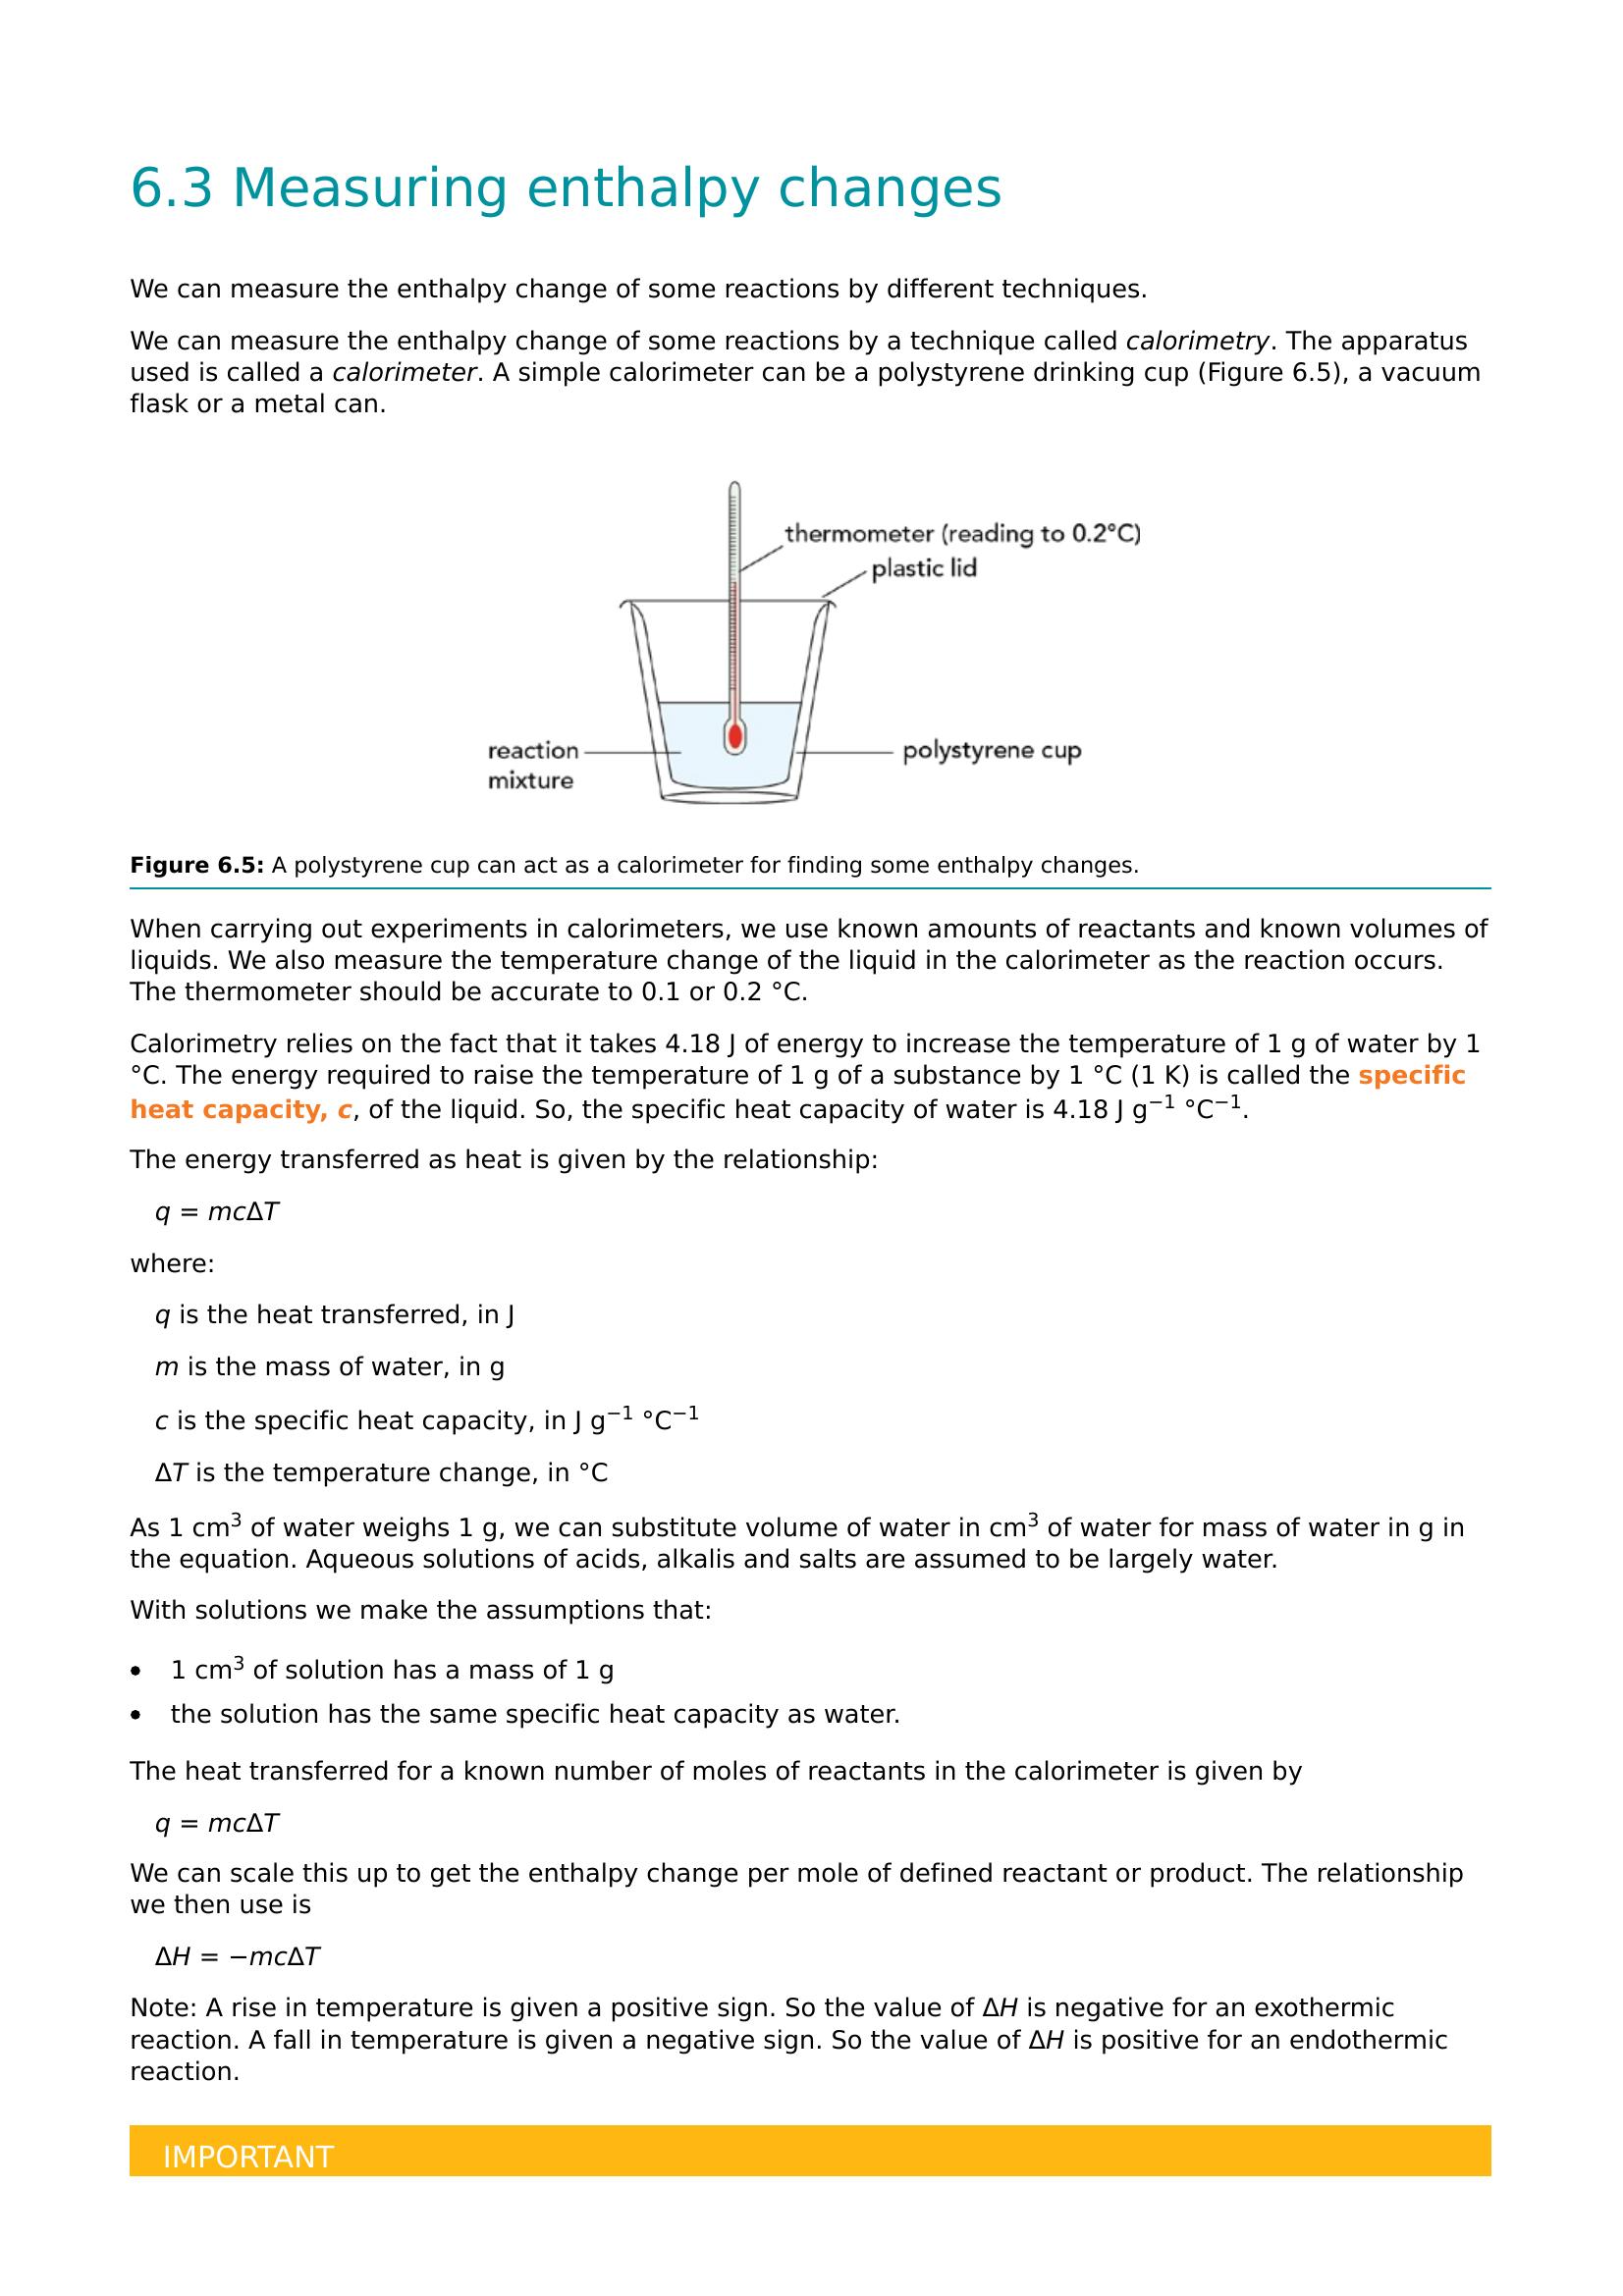 6.3 Measuring enthalpy changes
We can measure the enthalpy change of some reactions by different techniques.
We can measure the enthalpy change of some reactions by a technique called calorimetry. The apparatus
used is called a calorimeter. A simple calorimeter can be a polystyrene drinking cup (Figure 6.5), a vacuum
flask or a metal can.
thermometer (reading to 0.2°C)
plastic lid
reaction
mixture
polystyrene cup
Figure 6.5: A polystyrene cup can act as a calorimeter for finding some enthalpy changes.
When carrying out experiments in calorimeters, we use known amounts of reactants and known volumes of
liquids. We also measure the temperature change of the liquid in the calorimeter as the reaction occurs.
The thermometer should be accurate to 0.1 or 0.2 °C.
Calorimetry relies on the fact that it takes 4.18 J of energy to increase the temperature of 1 g of water by 1
°C. The energy required to raise the temperature of 1 g of a substance by 1 °C (1 K) is called the specific
heat capacity, c, of the liquid. So, the specific heat capacity of water is 4.18 J g⁻¹ °C⁻¹.
The energy transferred as heat is given by the relationship:
q = mcΔT
where:
q is the heat transferred, in J
m is the mass of water, in g
c is the specific heat capacity, in J g⁻¹ °C⁻¹
ΔT is the temperature change, in °C
As 1 cm³ of water weighs 1 g, we can substitute volume of water in cm³ of water for mass of water in g in
the equation. Aqueous solutions of acids, alkalis and salts are assumed to be largely water.
With solutions we make the assumptions that:
• 1 cm³ of solution has a mass of 1 g
• the solution has the same specific heat capacity as water.
The heat transferred for a known number of moles of reactants in the calorimeter is given by
q = mcΔT
We can scale this up to get the enthalpy change per mole of defined reactant or product. The relationship
we then use is
ΔH = −mcΔT
Note: A rise in temperature is given a positive sign. So the value of ΔH is negative for an exothermic
reaction. A fall in temperature is given a negative sign. So the value of ΔH is positive for an endothermic
reaction.
IMPORTANT